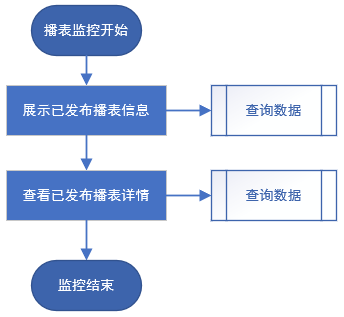 播表监控开始
展示已发布播表信息
查询数据
查看已发布播表详情
查询数据
监控结束